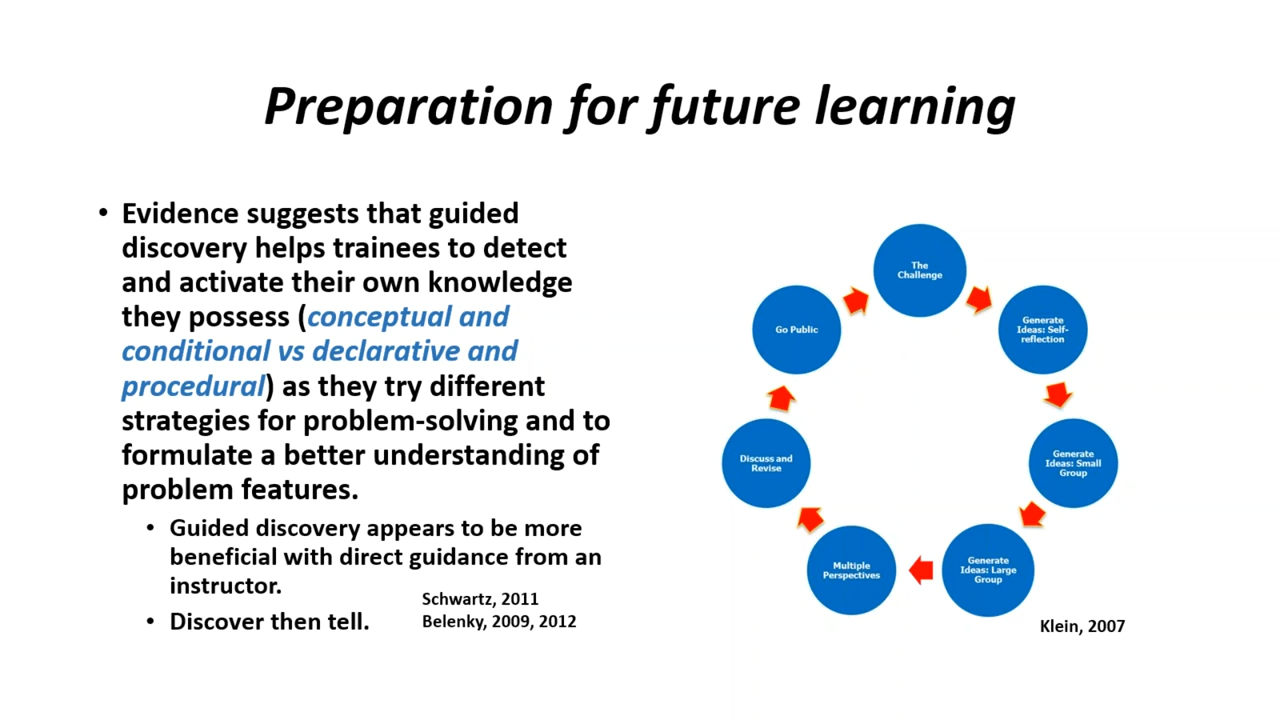 Preparation for future learning
• Evidence suggests that guided
discovery helps trainees to detect
and activate their own knowledge
they possess (conceptual and
conditional vs declarative and
procedural) as they try different
strategies for problem-solving and to
formulate a better understanding of
problem features.
• Guided discovery appears to be more
beneficial with direct guidance from an
instructor.
• Discover then tell.
Schwartz, 2011
Belenky, 2009, 2012
The
Challenge
Generate
Ideas: Self-
reflection
Generate
Ideas: Small
Group
Generate
Ideas: Large
Group
Multiple
Perspectives
Discuss and
Revise
Go Public
Klein, 2007